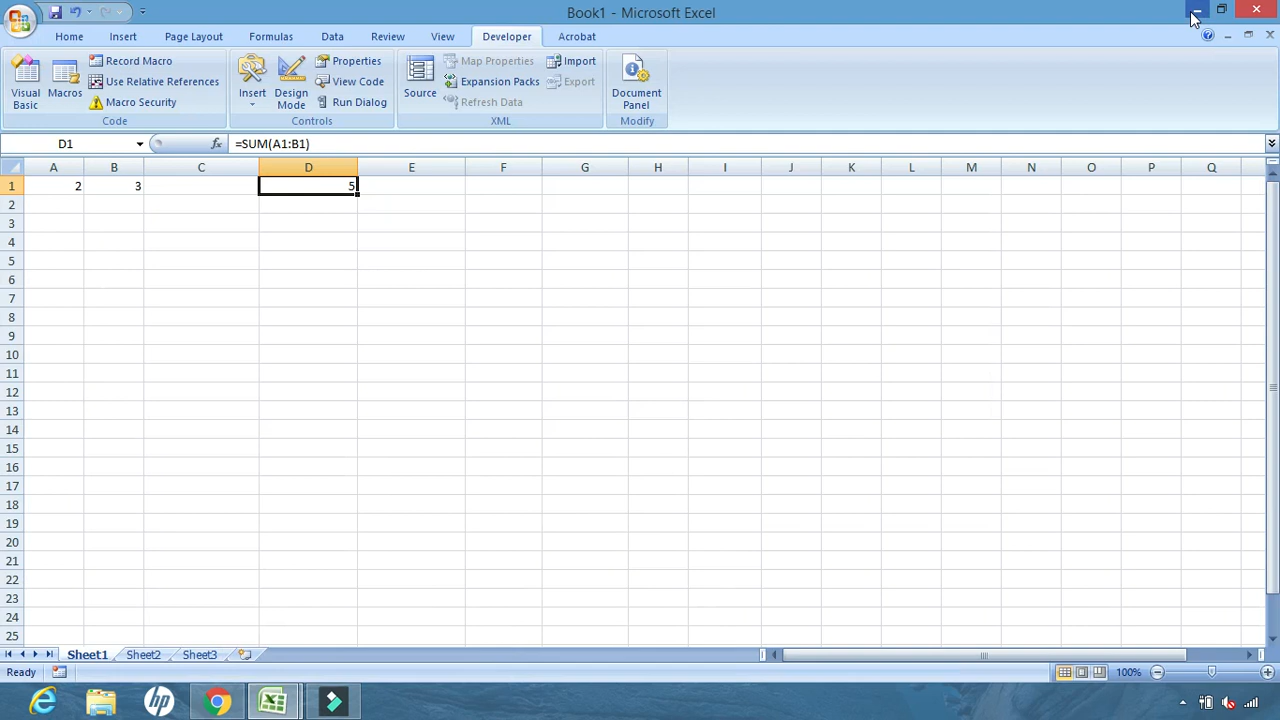 Book1 - Microsoft Excel
Home Insert Page Layout Formulas Data Review View Developer Acrobat
Visual Basic
Macros
Record Macro
Use Relative References
Macro Security
Code
Insert
Design Mode
Properties
View Code
Run Dialog
Controls
Source
Map Properties
Expansion Packs
Refresh Data
Import
Export
XML
Document Panel
Modify
D1 fx =SUM(A1:B1)
A B C D E F G H I J K L M N O P Q
1 2 3 5
2
3
4
5
6
7
8
9
10
11
12
13
14
15
16
17
18
19
20
21
22
23
24
25
Sheet1 Sheet2 Sheet3
Ready 100%